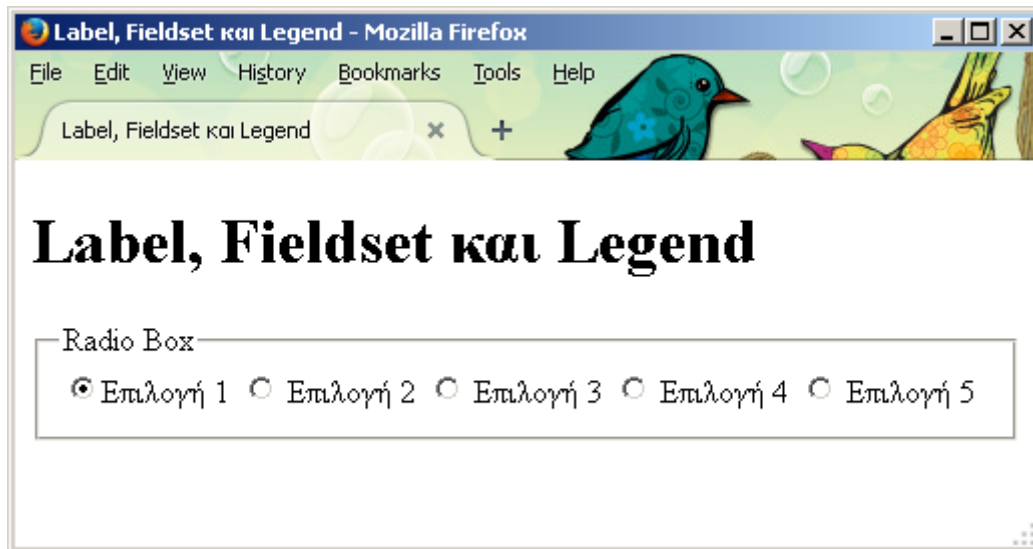 Label, Fieldset και Legend - Mozilla Firefox
File Edit View History Bookmarks Tools Help
Label, Fieldset και Legend
Label, Fieldset και Legend
Radio Box
Επιλογή 1 Επιλογή 2 Επιλογή 3 Επιλογή 4 Επιλογή 5